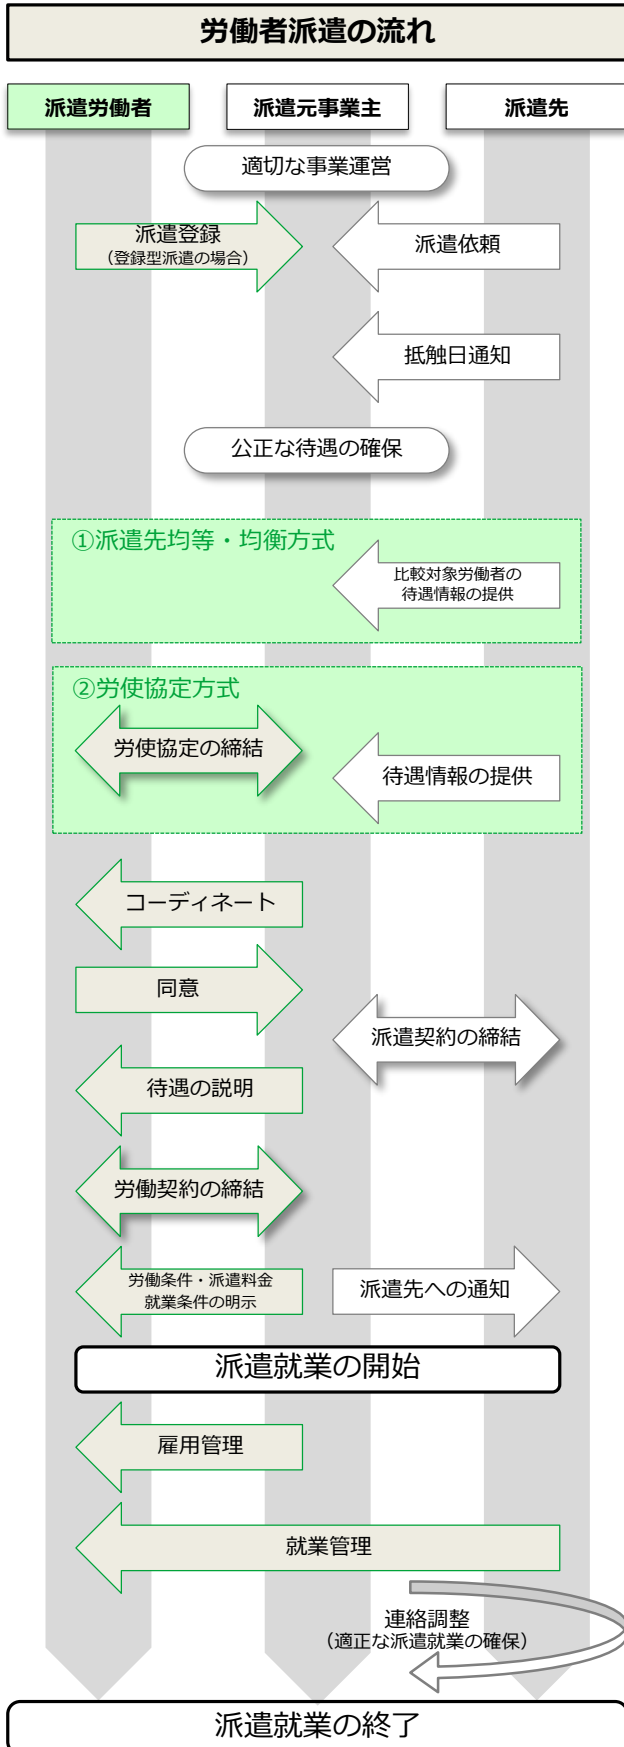 労働者派遣の流れ
派遣労働者
派遣元事業主
派遣先
適切な事業運営
派遣登録
（登録型派遣の場合）
派遣依頼
抵触日通知
公正な待遇の確保
①派遣先均等・均衡方式
比較対象労働者の
待遇情報の提供
②労使協定方式
労使協定の締結
待遇情報の提供
コーディネート
同意
派遣契約の締結
待遇の説明
労働契約の締結
労働条件・派遣料金
就業条件の明示
派遣先への通知
派遣就業の開始
雇用管理
就業管理
連絡調整
（適正な派遣就業の確保）
派遣就業の終了